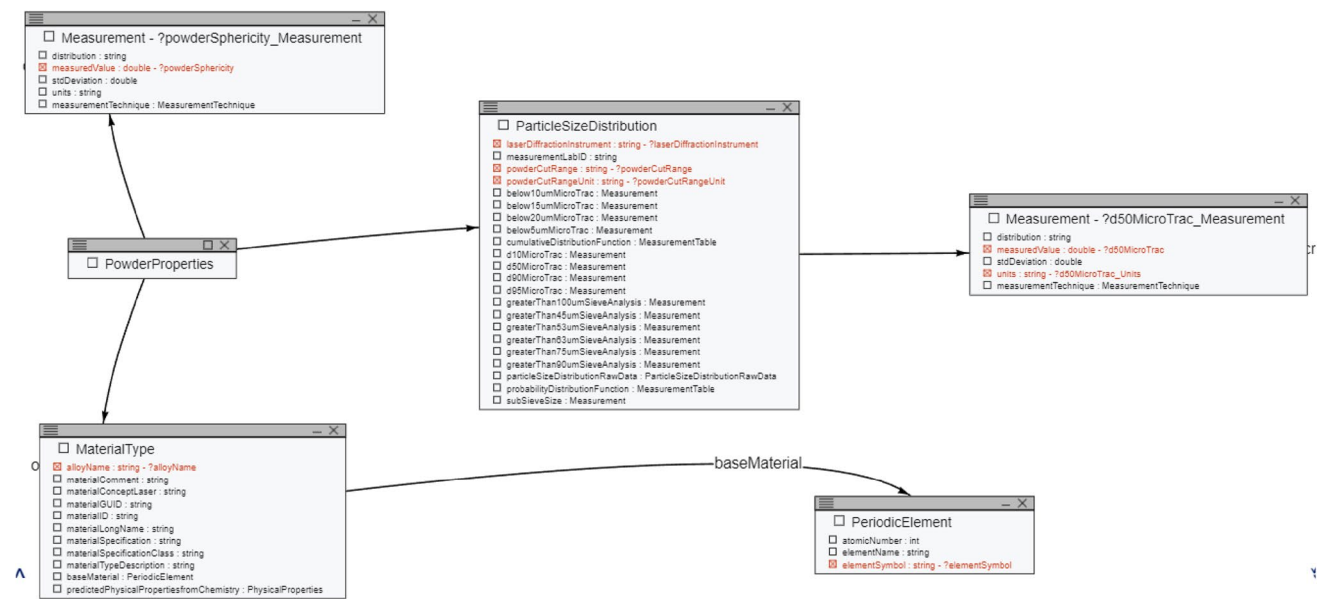 Measurement - ?powderSphericity_Measurement
distribution : string
measuredValue : double - ?powderSphericity
stdDeviation : double
units : string
measurementTechnique : MeasurementTechnique
ParticleSizeDistribution
laserDiffractionInstrument : string - ?laserDiffractionInstrument
measurementLabID : string
powderCutRange : string - ?powderCutRange
powderCutRangeUnit : string - ?powderCutRangeUnit
below10umMicroTrac : Measurement
below15umMicroTrac : Measurement
below20umMicroTrac : Measurement
below5umMicroTrac : Measurement
cumulativeDistributionFunction : MeasurementTable
d10MicroTrac : Measurement
d50MicroTrac : Measurement
d90MicroTrac : Measurement
d95MicroTrac : Measurement
greaterThan100umSieveAnalysis : Measurement
greaterThan45umSieveAnalysis : Measurement
greaterThan53umSieveAnalysis : Measurement
greaterThan63umSieveAnalysis : Measurement
greaterThan75umSieveAnalysis : Measurement
greaterThan90umSieveAnalysis : Measurement
particleSizeDistributionRawData : ParticleSizeDistributionRawData
probabilityDistributionFunction : MeasurementTable
subSieveSize : Measurement
Measurement - ?d50MicroTrac_Measurement
distribution : string
measuredValue : double - ?d50MicroTrac
stdDeviation : double
units : string - ?d50MicroTrac_Units
measurementTechnique : MeasurementTechnique
cr
PowderProperties
MaterialType
o
alloyName : string - ?alloyName
materialComment : string
materialConceptLaser : string
materialGUID : string
materialID : string
materialLongName : string
materialSpecification : string
materialSpecificationClass : string
materialTypeDescription : string
baseMaterial : PeriodicElement
predictedPhysicalPropertiesfromChemistry : PhysicalProperties
baseMaterial
PeriodicElement
atomicNumber : int
elementName : string
elementSymbol : string - ?elementSymbol